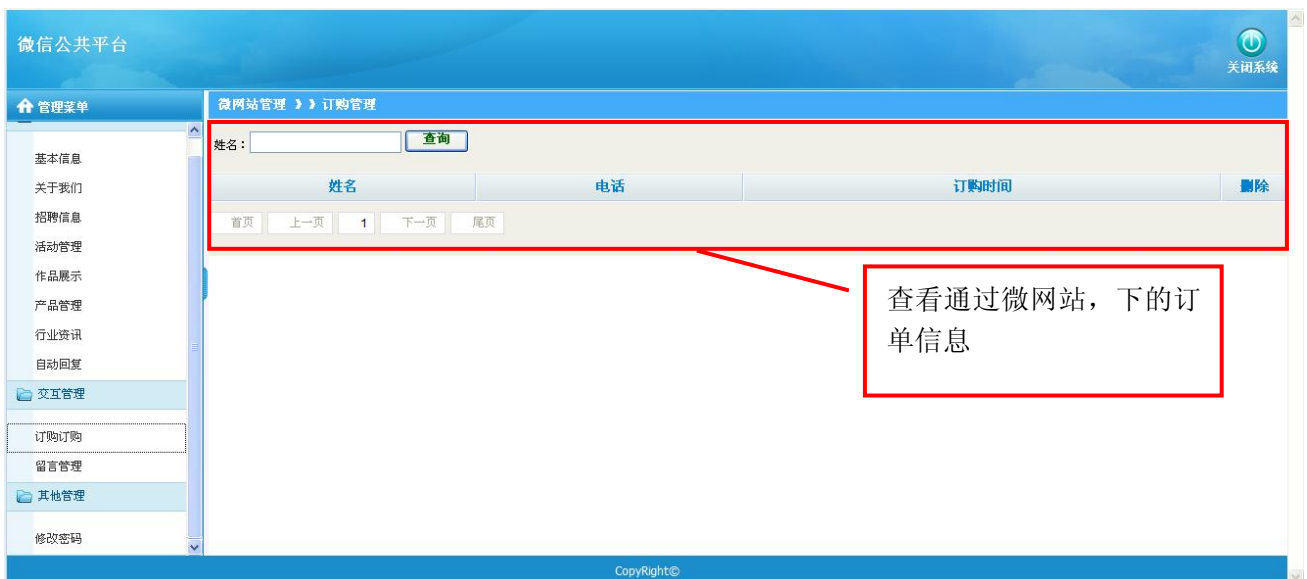 微信公共平台
关闭系统
管理菜单
微网站管理 》》订购管理
姓名：
查询
姓名 电话 订购时间 删除
首页 上一页 1 下一页 尾页
基本信息
关于我们
招聘信息
活动管理
作品展示
产品管理
行业资讯
自动回复
交互管理
订购订购
留言管理
其他管理
修改密码
查看通过微网站，下的订
单信息
CopyRight©